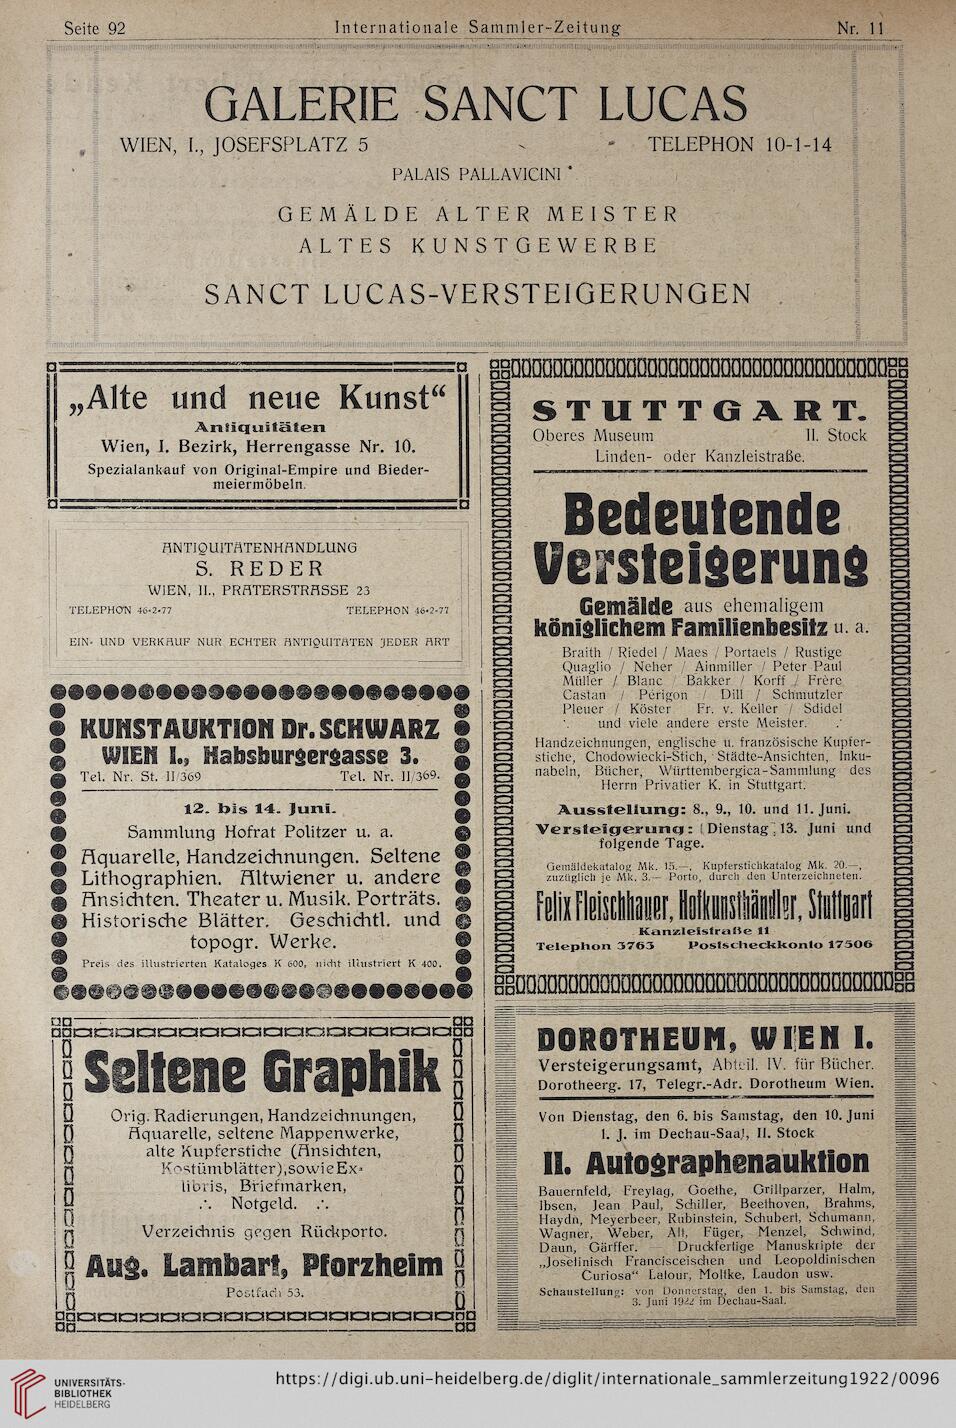 Seite 92
Internationale Sammler-Zeitung
Nr. 11
GALERIE SANCT LUCAS
WIEN, I., JOSEFSPLATZ 5
TELEPHON 10-1-14
PALAIS PALLAVICINI
GEMÄLDE ALTER MEISTER
ALTES KUNSTGEWERBE
SANCT LUCAS-VERSTEIGERUNGEN
„Alte und neue Kunst“
Antiquitäten
Wien, I. Bezirk, Herrengasse Nr. 10.
Spezialankauf von Original-Empire und Bieder-
meiermöbeln.
ANTIQUITÄTENHANDLUNG
S. REDER
WIEN, II., PRATERSTRASSE 23
TELEPHON 46-2-77
TELEPHON 46-2-77
EIN- UND VERKAUF NUR ECHTER ANTIQUITÄTEN JEDER ART
KUNSTAUKTION Dr. SCHWARZ
WIEN I., Habsburgergasse 3.
Tel. Nr. St. II/369
Tel. Nr. II/369.
12. bis 14. Juni.
Sammlung Hofrat Politzer u. a.
Aquarelle, Handzeichnungen. Seltene
Lithographien. Altwiener u. andere
Ansichten. Theater u. Musik. Porträts.
Historische Blätter. Geschichtl. und
topogr. Werke.
Preis des illustrierten Kataloges K 600, nicht illustriert K 400.
Seltene Graphik
Orig. Radierungen, Handzeichnungen,
Aquarelle, seltene Mappenwerke,
alte Kupferstiche (Ansichten,
Kostümblätter), sowie Ex-
libris, Briefmarken,
∴ Notgeld. ∴
Verzeichnis gegen Rückporto.
Aug. Lambart, Pforzheim
Postfach 53.
STUTTGART.
Oberes Museum
II. Stock
Linden- oder Kanzleistraße.
Bedeutende
Versteigerung
Gemälde aus ehemaligem
königlichem Familienbesitz u. a.
Braith / Riedel / Maes / Portaels / Rustige
Quaglio / Neher / Ainmiller / Peter Paul
Müller / Blanc / Bakker / Korff / Frère
Castan / Périgon / Dill / Schmutzler
Pleuer / Köster Fr. v. Keller / Sdidel
und viele andere erste Meister.
Handzeichnungen, englische u. französische Kupfer-
stiche, Chodowiecki-Stich, Städte-Ansichten, Inku-
nabeln, Bücher, Württembergica-Sammlung des
Herrn Privatier K. in Stuttgart.
Ausstellung: 8., 9., 10. und 11. Juni.
Versteigerung: Dienstag 13. Juni und
folgende Tage.
Gemäldekatalog Mk. 15.—, Kupferstichkatalog Mk. 20.—,
zuzüglich je Mk. 3.— Porto, durch den Unterzeichneten.
Felix Fleischhauer, Hofkunsthändler, Stuttgart
Kanzleistraße 11
Telephon 3763 Postscheckkonto 17506
DOROTHEUM, WIEN I.
Versteigerungsamt, Abteil. IV. für Bücher.
Dorotheerg. 17, Telegr.-Adr. Dorotheum Wien.
Von Dienstag, den 6. bis Samstag, den 10. Juni
l. J. im Dechau-Saal, II. Stock
II. Autographenauktion
Bauernfeld, Freytag, Goethe, Grillparzer, Halm,
Ibsen, Jean Paul, Schiller, Beethoven, Brahms,
Haydn, Meyerbeer, Rubinstein, Schubert, Schumann,
Wagner, Weber, Alt, Füger, Menzel, Schwind,
Daun, Gärffer. — Druckfertige Manuskripte der
„Joselinisch Francisceischen und Leopoldinischen
Curiosa“ Latour, Moltke, Laudon usw.
Schaustellung: von Donnerstag, den 1. bis Samstag, den
3. Juni 1922 im Dechau-Saal.
UNIVERSITÄTS-
BIBLIOTHEK
HEIDELBERG
https://digi.ub.uni-heidelberg.de/diglit/internationale_sammlerzeitung1922/0096